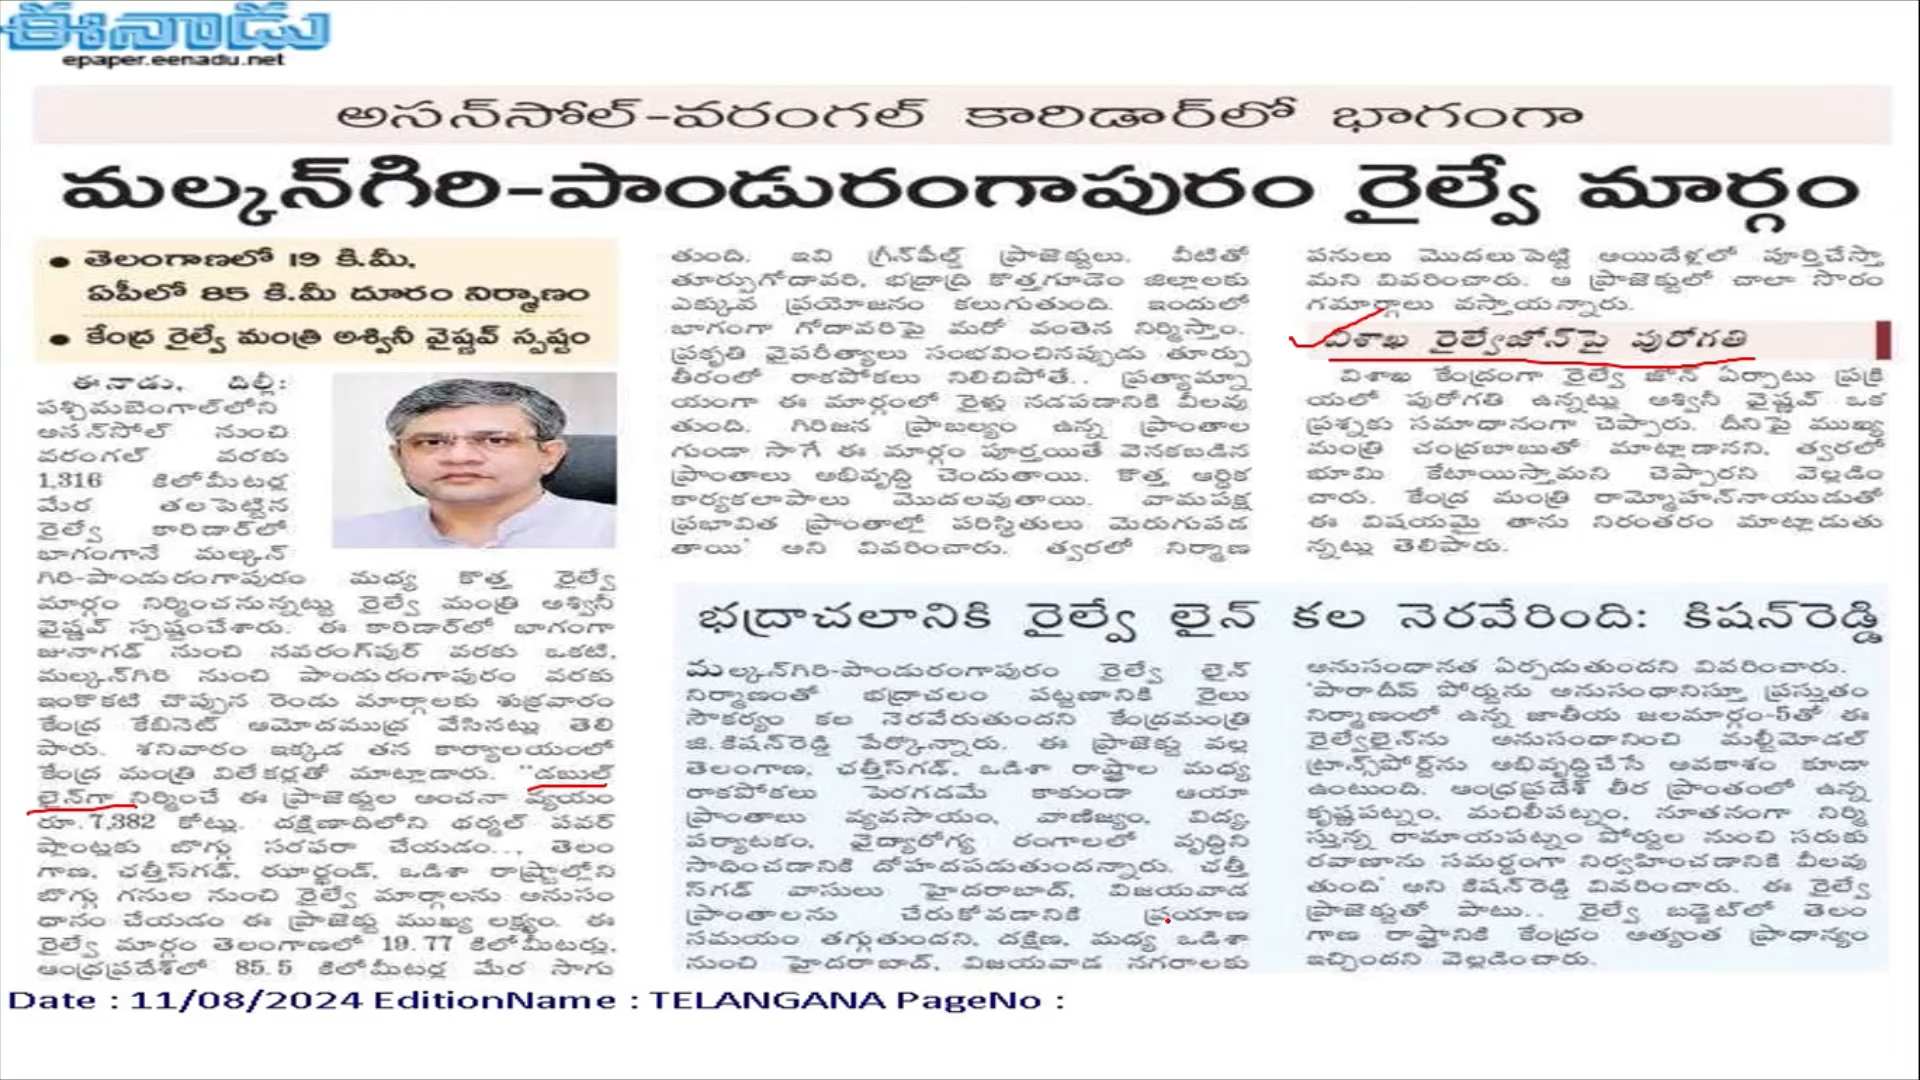 ఈనాడు
epaper.eenadu.net
అసన్‌సోల్-వరంగల్ కారిడార్‌లో భాగంగా
మల్కన్‌గిరి-పాండురంగాపురం రైల్వే మార్గం
• తెలంగాణలో 19 కి.మీ,
ఏపీలో 85 కి.మీ దూరం నిర్మాణం
• కేంద్ర రైల్వే మంత్రి అశ్వినీ వైష్ణవ్ స్పష్టం
ఈనాడు, దిల్లీ:
పశ్చిమబెంగాల్‌లోని
అసన్‌సోల్ నుంచి
వరంగల్ వరకు
1,316 కిలోమీటర్ల
మేర తలపెట్టిన
రైల్వే కారిడార్‌లో
భాగంగానే మల్కన్
గిరి-పాండురంగాపురం మధ్య కొత్త రైల్వే
మార్గం నిర్మించనున్నట్టు రైల్వే మంత్రి అశ్వినీ
వైష్ణవ్ స్పష్టంచేశారు. ఈ కారిడార్‌లో భాగంగా
జునాగఢ్ నుంచి నవరంగ్‌పుర్ వరకు ఒకటి,
మల్కన్‌గిరి నుంచి పాండురంగాపురం వరకు
ఇంకొకటి చొప్పున రెండు మార్గాలకు శుక్రవారం
కేంద్ర కేబినెట్ ఆమోదముద్ర వేసినట్లు తెలి
పారు. శనివారం ఇక్కడ తన కార్యాలయంలో
కేంద్ర మంత్రి విలేకర్లతో మాట్లాడారు. ''డబుల్
లైన్‌గా నిర్మించే ఈ ప్రాజెక్టుల అంచనా వ్యయం
రూ.7,382 కోట్లు. దక్షిణాదిలోని థర్మల్ పవర్
ప్లాంట్లకు బొగ్గు సరఫరా చేయడం.., తెలం
గాణ, ఛత్తీస్‌గఢ్, ఝార్ఖండ్, ఒడిశా రాష్ట్రాల్లోని
బొగ్గు గనుల నుంచి రైల్వే మార్గాలను అనుసం
ధానం చేయడం ఈ ప్రాజెక్టు ముఖ్య లక్ష్యం. ఈ
రైల్వే మార్గం తెలంగాణలో 19.77 కిలోమీటర్లు,
ఆంధ్రప్రదేశ్‌లో 85.5 కిలోమీటర్ల మేర సాగు
తుంది. ఇవి గ్రీన్‌ఫీల్డ్ ప్రాజెక్టులు. వీటితో
తూర్పుగోదావరి, భద్రాద్రి కొత్తగూడెం జిల్లాలకు
ఎక్కువ ప్రయోజనం కలుగుతుంది. ఇందులో
భాగంగా గోదావరిపై మరో వంతెన నిర్మిస్తాం.
ప్రకృతి వైపరీత్యాలు సంభవించినప్పుడు తూర్పు
తీరంలో రాకపోకలు నిలిచిపోతే.. ప్రత్యామ్నా
యంగా ఈ మార్గంలో రైళ్లు నడపడానికి వీలవు
తుంది. గిరిజన ప్రాబల్యం ఉన్న ప్రాంతాల
గుండా సాగే ఈ మార్గం పూర్తయితే వెనకబడిన
ప్రాంతాలు అభివృద్ధి చెందుతాయి. కొత్త ఆర్థిక
కార్యకలాపాలు మొదలవుతాయి. వామపక్ష
ప్రభావిత ప్రాంతాల్లో పరిస్థితులు మెరుగుపడ
తాయి' అని వివరించారు. త్వరలో నిర్మాణ
పనులు మొదలుపెట్టి అయిదేళ్లలో పూర్తిచేస్తా
మని వివరించారు. ఆ ప్రాజెక్టులో చాలా సొరం
గమార్గాలు వస్తాయన్నారు.
విశాఖ రైల్వేజోన్‌పై పురోగతి
విశాఖ కేంద్రంగా రైల్వే జోన్ ఏర్పాటు ప్రక్రి
యలో పురోగతి ఉన్నట్లు అశ్వినీ వైష్ణవ్ ఒక
ప్రశ్నకు సమాధానంగా చెప్పారు. దీనిపై ముఖ్య
మంత్రి చంద్రబాబుతో మాట్లాడానని, త్వరలో
భూమి కేటాయిస్తామని చెప్పారని వెల్లడిం
చారు. కేంద్ర మంత్రి రామ్మోహన్‌నాయుడుతో
ఈ విషయమై తాను నిరంతరం మాట్లాడుతు
న్నట్లు తెలిపారు.
భద్రాచలానికి రైల్వే లైన్ కల నెరవేరింది: కిషన్‌రెడ్డి
మల్కన్‌గిరి-పాండురంగాపురం రైల్వే లైన్
నిర్మాణంతో భద్రాచలం పట్టణానికి రైలు
సౌకర్యం కల నెరవేరుతుందని కేంద్రమంత్రి
జి.కిషన్‌రెడ్డి పేర్కొన్నారు. ఈ ప్రాజెక్టు వల్ల
తెలంగాణ, ఛత్తీస్‌గఢ్, ఒడిశా రాష్ట్రాల మధ్య
రాకపోకలు పెరగడమే కాకుండా ఆయా
ప్రాంతాలు వ్యవసాయం, వాణిజ్యం, విద్య,
పర్యాటకం, వైద్యారోగ్య రంగాలలో వృద్ధిని
సాధించడానికి దోహదపడుతుందన్నారు. ఛత్తీ
స్‌గఢ్ వాసులు హైదరాబాద్, విజయవాడ
ప్రాంతాలను చేరుకోవడానికి ప్రయాణ
సమయం తగ్గుతుందని, దక్షిణ, మధ్య ఒడిశా
నుంచి హైదరాబాద్, విజయవాడ నగరాలకు
అనుసంధానత ఏర్పడుతుందని వివరించారు.
'పారాదీప్ పోర్టును అనుసంధానిస్తూ ప్రస్తుతం
నిర్మాణంలో ఉన్న జాతీయ జలమార్గం-5తో ఈ
రైల్వేలైన్‌ను అనుసంధానించి మల్టీమోడల్
ట్రాన్స్‌పోర్ట్‌ను అభివృద్ధిచేసే అవకాశం కూడా
ఉంటుంది. ఆంధ్రప్రదేశ్ తీర ప్రాంతంలో ఉన్న
కృష్ణపట్నం, మచిలీపట్నం, నూతనంగా నిర్మి
స్తున్న రామాయపట్నం పోర్టుల నుంచి సరుకు
రవాణాను సమర్థంగా నిర్వహించడానికి వీలవు
తుంది' అని కిషన్‌రెడ్డి వివరించారు. ఈ రైల్వే
ప్రాజెక్టుతో పాటు.. రైల్వే బడ్జెట్‌లో తెలం
గాణ రాష్ట్రానికి కేంద్రం అత్యంత ప్రాధాన్యం
ఇచ్చిందని వెల్లడించారు.
Date : 11/08/2024 EditionName : TELANGANA PageNo :